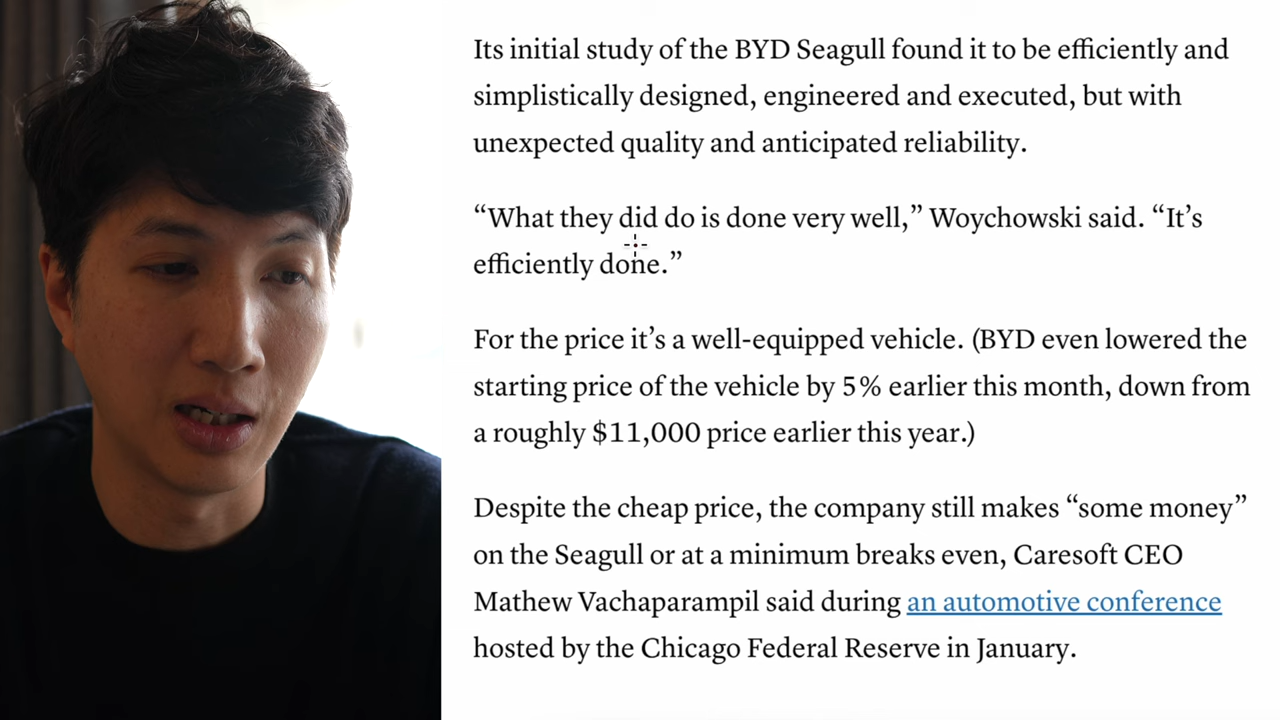 Its initial study of the BYD Seagull found it to be efficiently and
simplistically designed, engineered and executed, but with
unexpected quality and anticipated reliability.
“What they did do is done very well,” Woychowski said. “It’s
efficiently done.”
For the price it’s a well-equipped vehicle. (BYD even lowered the
starting price of the vehicle by 5% earlier this month, down from
a roughly $11,000 price earlier this year.)
Despite the cheap price, the company still makes “some money”
on the Seagull or at a minimum breaks even, Caresoft CEO
Mathew Vachaparampil said during an automotive conference
hosted by the Chicago Federal Reserve in January.